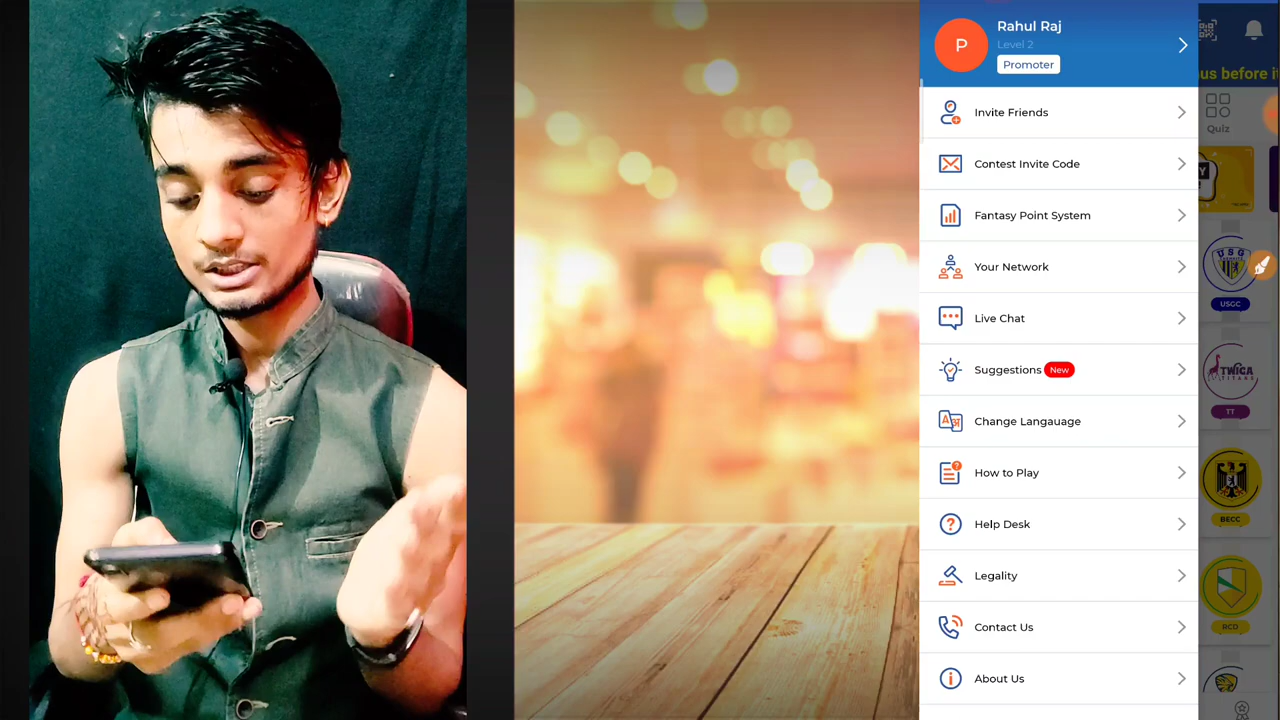 P
Rahul Raj
Level 2
Promoter
Invite Friends
Contest Invite Code
Fantasy Point System
Your Network
Live Chat
Suggestions New
Change Langauage
How to Play
Help Desk
Legality
Contact Us
About Us
us before it
Quiz
USGC
TWICA
TITANS
TT
BECC
RCD